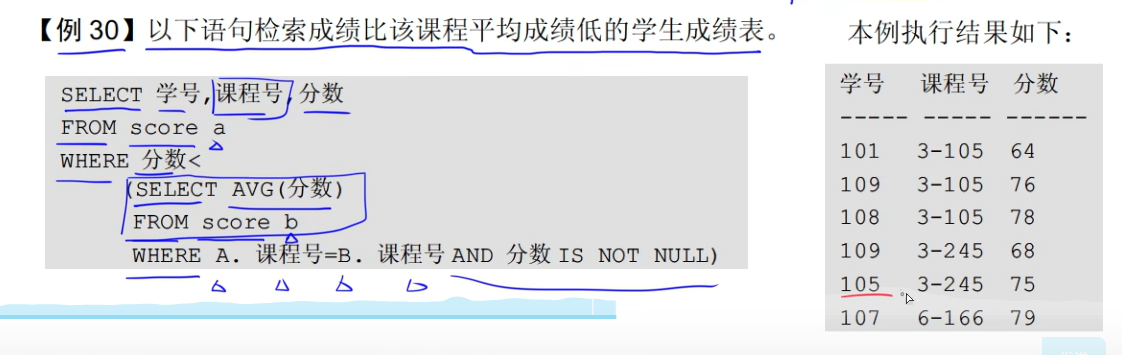 【例 30】以下语句检索成绩比该课程平均成绩低的学生成绩表。
SELECT 学号,课程号,分数
FROM score a
WHERE 分数<
(SELECT AVG(分数)
FROM score b
WHERE A. 课程号=B. 课程号 AND 分数 IS NOT NULL)
本例执行结果如下：
学号 课程号 分数
----- ----- ------
101 3-105 64
109 3-105 76
108 3-105 78
109 3-245 68
105 3-245 75
107 6-166 79